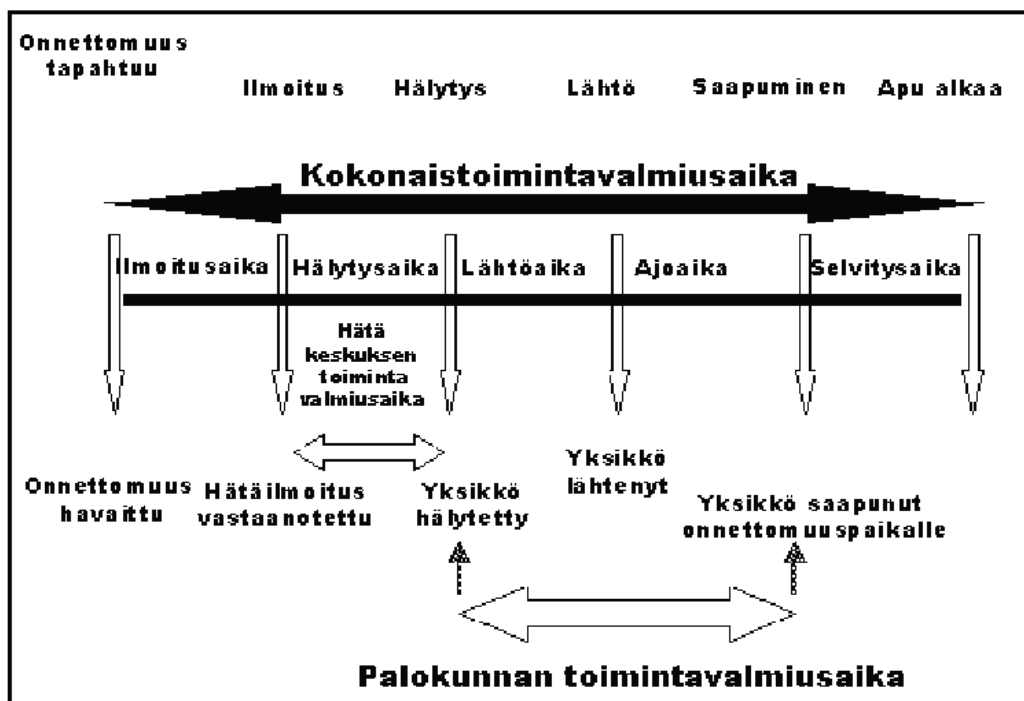 Onnettomuus
tapahtuu
Ilmoitus
Hälytys
Lähtö
Saapuminen
Apu alkaa
Kokonaistoimintavalmiusaika
Ilmoitusaika
Hälytysaika
Lähtöaika
Ajoaika
Selvitysaika
Hätä
keskuksen
toiminta
valmiusaika
Onnettomuus
havaittu
Hätäilmoitus
vastaanotettu
Yksikkö
hälytetty
Yksikkö
lähtenyt
Yksikkö saapunut
onnettomuuspaikalle
Palokunnan toimintavalmiusaika